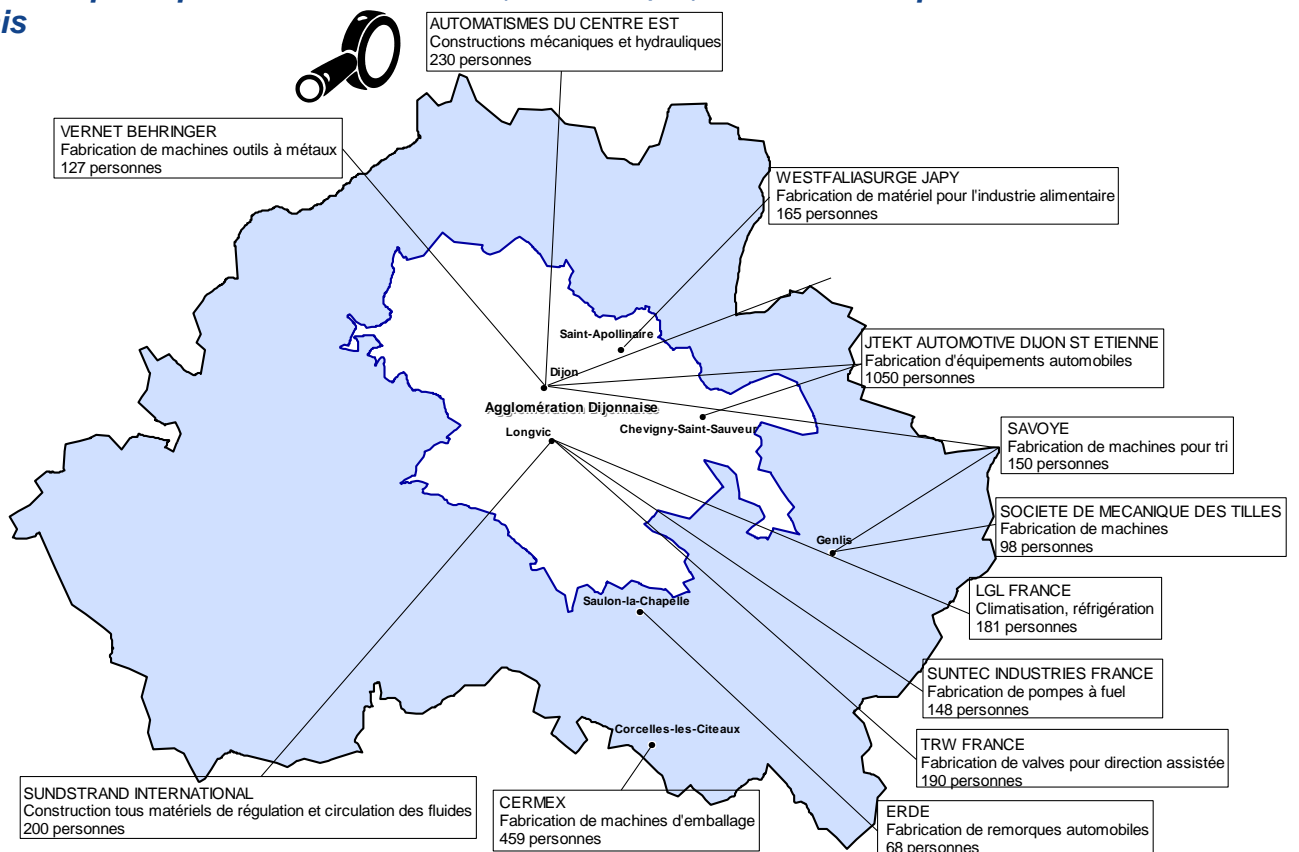 is
AUTOMATISMES DU CENTRE EST
Constructions mécaniques et hydrauliques
230 personnes
VERNET BEHRINGER
Fabrication de machines outils à métaux
127 personnes
WESTFALIASURGE JAPY
Fabrication de matériel pour l'industrie alimentaire
165 personnes
Saint-Apollinaire
JTEKT AUTOMOTIVE DIJON ST ETIENNE
Fabrication d'équipements automobiles
1050 personnes
Dijon
Agglomération Dijonnaise
Longvic
Chevigny-Saint-Sauveur
SAVOYE
Fabrication de machines pour tri
150 personnes
SOCIETE DE MECANIQUE DES TILLES
Fabrication de machines
98 personnes
Genlis
LGL FRANCE
Climatisation, réfrigération
181 personnes
Saulon-la-Chapelle
SUNTEC INDUSTRIES FRANCE
Fabrication de pompes à fuel
148 personnes
Corcelles-les-Citeaux
TRW FRANCE
Fabrication de valves pour direction assistée
190 personnes
SUNDSTRAND INTERNATIONAL
Construction tous matériels de régulation et circulation des fluides
200 personnes
CERMEX
Fabrication de machines d'emballage
459 personnes
ERDE
Fabrication de remorques automobiles
68 personnes